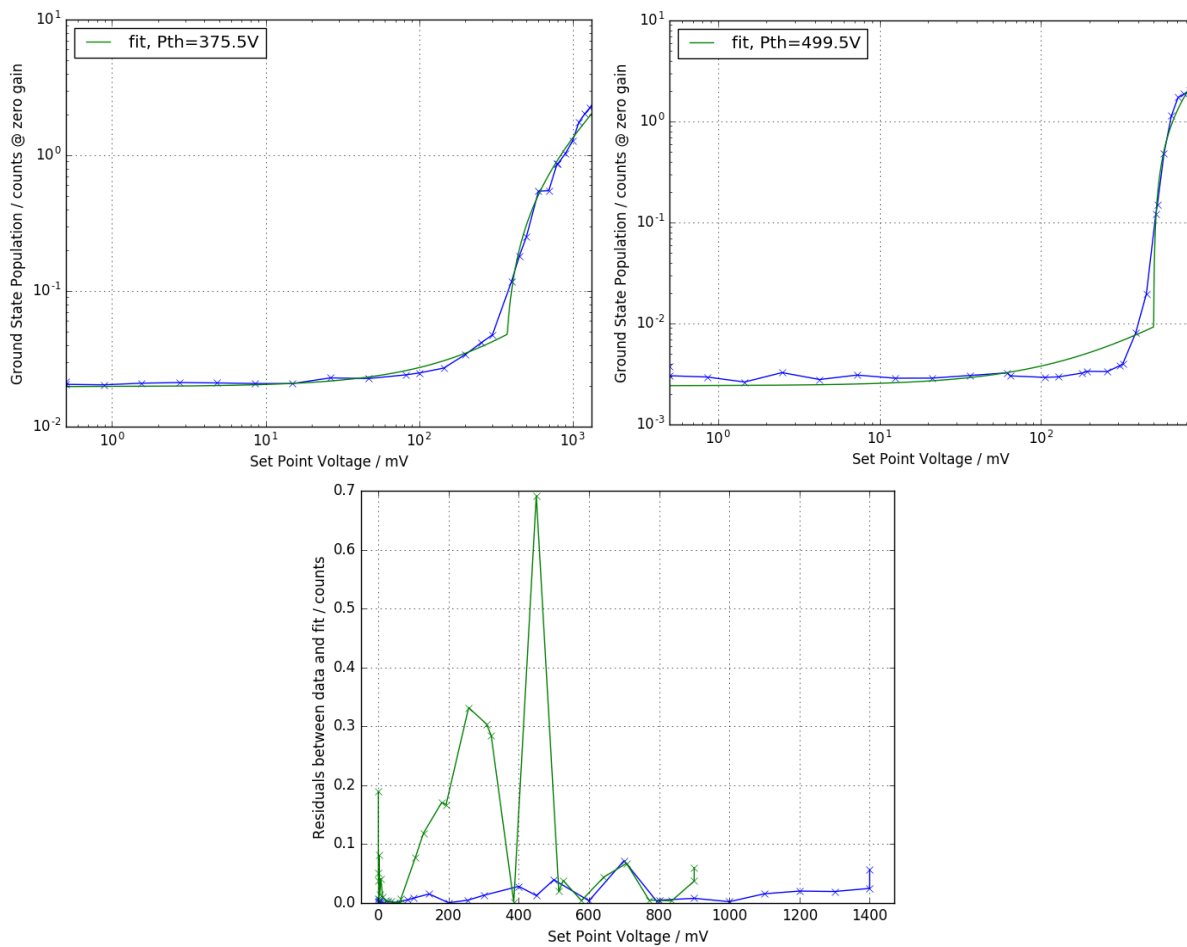 fit, Pth=375.5V
10^1
10^0
10^-1
10^-2
Ground State Population / counts @ zero gain
10^0 10^1 10^2 10^3
Set Point Voltage / mV
fit, Pth=499.5V
10^1
10^0
10^-1
10^-2
10^-3
Ground State Population / counts @ zero gain
10^0 10^1 10^2
Set Point Voltage / mV
0.7
0.6
0.5
0.4
0.3
0.2
0.1
0.0
Residuals between data and fit / counts
0 200 400 600 800 1000 1200 1400
Set Point Voltage / mV